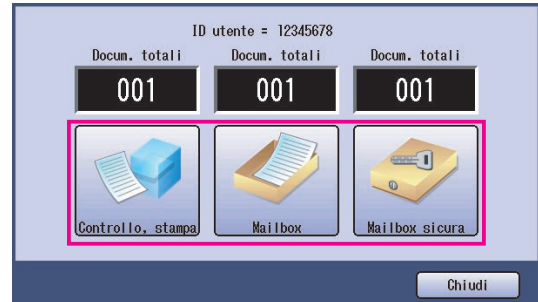 ID utente = 12345678
Docum. totali Docum. totali Docum. totali
001 001 001
Controllo, stampa Mailbox Mailbox sicura
Chiudi